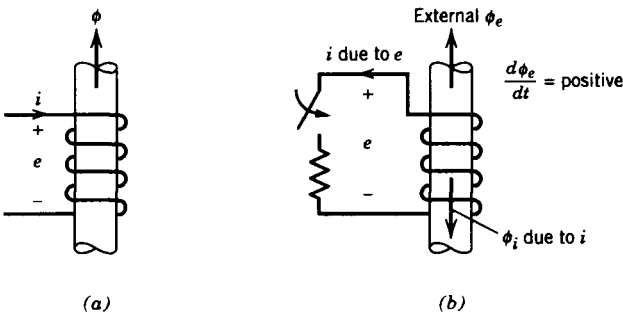 ϕ
i
+
e
−
(a)
External ϕe
i due to e
dϕe/dt = positive
+
e
−
ϕi due to i
(b)